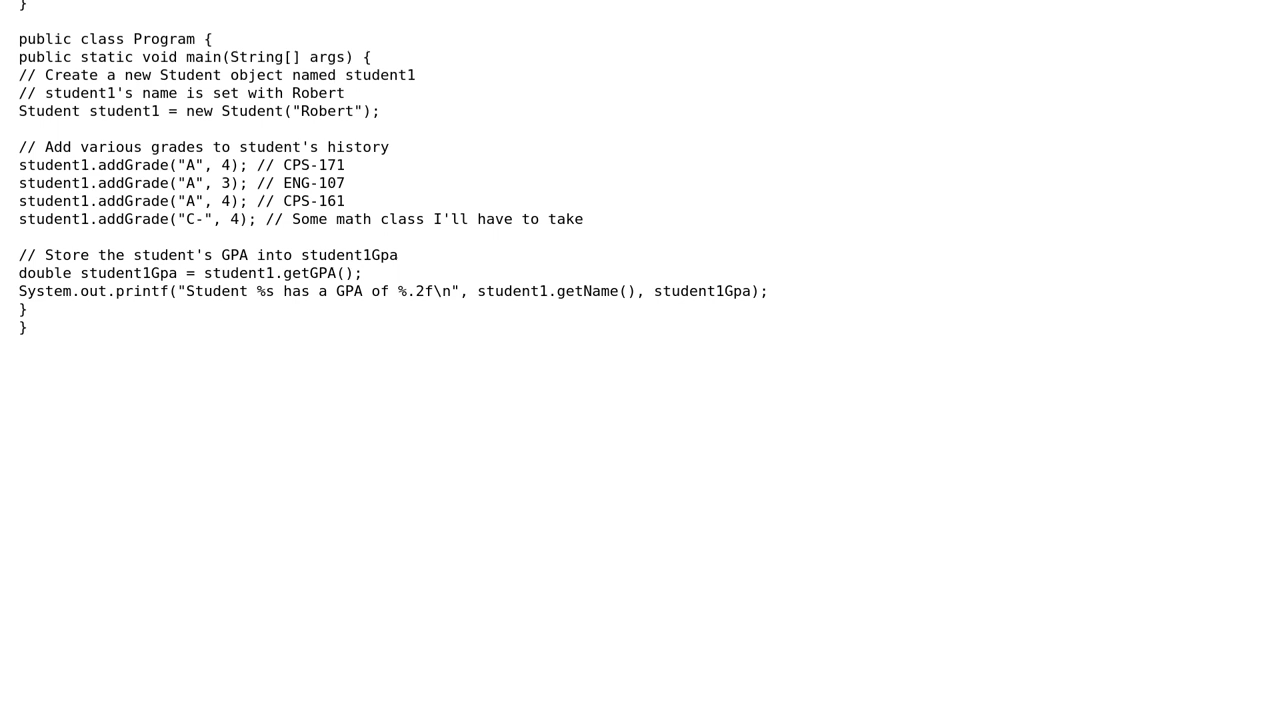 }
public class Program {
public static void main(String[] args) {
// Create a new Student object named student1
// student1's name is set with Robert
Student student1 = new Student("Robert");
// Add various grades to student's history
student1.addGrade("A", 4); // CPS-171
student1.addGrade("A", 3); // ENG-107
student1.addGrade("A", 4); // CPS-161
student1.addGrade("C-", 4); // Some math class I'll have to take
// Store the student's GPA into student1Gpa
double student1Gpa = student1.getGPA();
System.out.printf("Student %s has a GPA of %.2f\n", student1.getName(), student1Gpa);
}
}